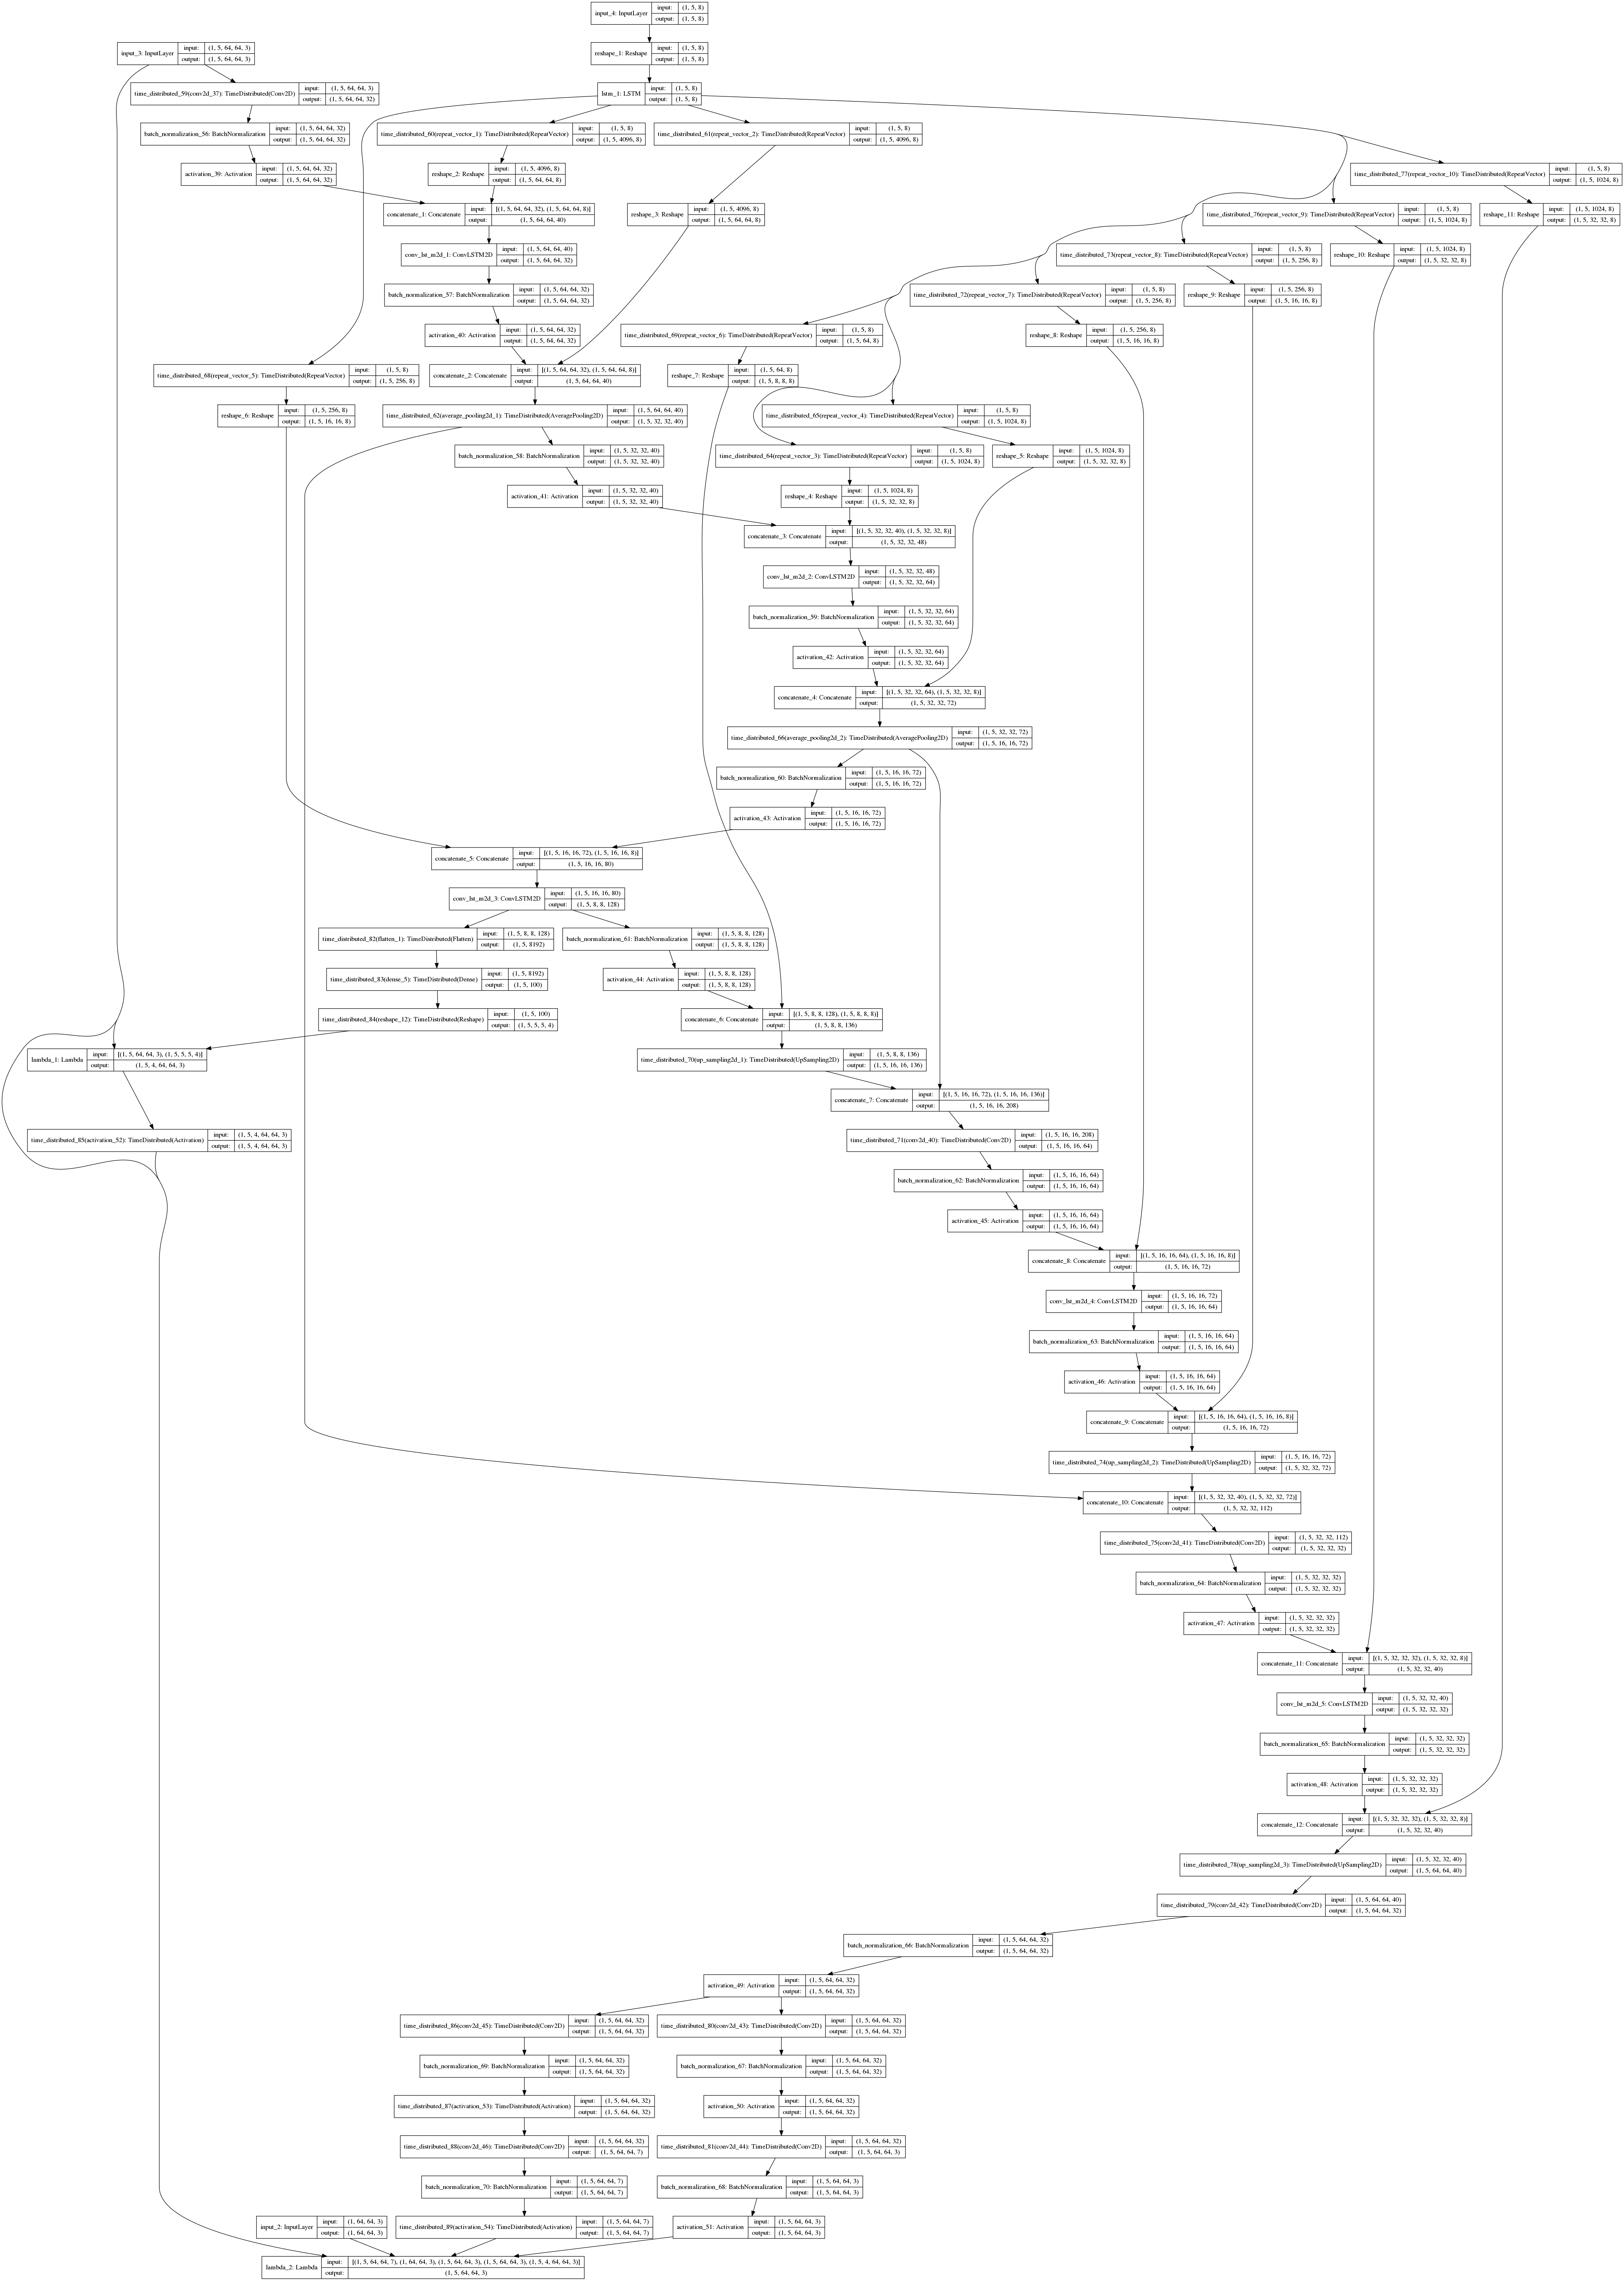 input_4: InputLayer
input: (1, 5, 8)
output: (1, 5, 8)
input_3: InputLayer
input: (1, 5, 64, 64, 3)
output: (1, 5, 64, 64, 3)
reshape_1: Reshape
input: (1, 5, 8)
output: (1, 5, 8)
time_distributed_59(conv2d_37): TimeDistributed(Conv2D)
input: (1, 5, 64, 64, 3)
output: (1, 5, 64, 64, 32)
lstm_1: LSTM
input: (1, 5, 8)
output: (1, 5, 8)
batch_normalization_56: BatchNormalization
input: (1, 5, 64, 64, 32)
output: (1, 5, 64, 64, 32)
time_distributed_60(repeat_vector_1): TimeDistributed(RepeatVector)
input: (1, 5, 8)
output: (1, 5, 4096, 8)
time_distributed_61(repeat_vector_2): TimeDistributed(RepeatVector)
input: (1, 5, 8)
output: (1, 5, 4096, 8)
activation_39: Activation
input: (1, 5, 64, 64, 32)
output: (1, 5, 64, 64, 32)
reshape_2: Reshape
input: (1, 5, 4096, 8)
output: (1, 5, 64, 64, 8)
time_distributed_77(repeat_vector_10): TimeDistributed(RepeatVector)
input: (1, 5, 8)
output: (1, 5, 1024, 8)
concatenate_1: Concatenate
input: [(1, 5, 64, 64, 32), (1, 5, 64, 64, 8)]
output: (1, 5, 64, 64, 40)
reshape_3: Reshape
input: (1, 5, 4096, 8)
output: (1, 5, 64, 64, 8)
time_distributed_76(repeat_vector_9): TimeDistributed(RepeatVector)
input: (1, 5, 8)
output: (1, 5, 1024, 8)
reshape_11: Reshape
input: (1, 5, 1024, 8)
output: (1, 5, 32, 32, 8)
conv_lst_m2d_1: ConvLSTM2D
input: (1, 5, 64, 64, 40)
output: (1, 5, 64, 64, 32)
time_distributed_73(repeat_vector_8): TimeDistributed(RepeatVector)
input: (1, 5, 8)
output: (1, 5, 256, 8)
reshape_10: Reshape
input: (1, 5, 1024, 8)
output: (1, 5, 32, 32, 8)
batch_normalization_57: BatchNormalization
input: (1, 5, 64, 64, 32)
output: (1, 5, 64, 64, 32)
time_distributed_72(repeat_vector_7): TimeDistributed(RepeatVector)
input: (1, 5, 8)
output: (1, 5, 256, 8)
reshape_9: Reshape
input: (1, 5, 256, 8)
output: (1, 5, 16, 16, 8)
activation_40: Activation
input: (1, 5, 64, 64, 32)
output: (1, 5, 64, 64, 32)
time_distributed_69(repeat_vector_6): TimeDistributed(RepeatVector)
input: (1, 5, 8)
output: (1, 5, 64, 8)
reshape_8: Reshape
input: (1, 5, 256, 8)
output: (1, 5, 16, 16, 8)
time_distributed_68(repeat_vector_5): TimeDistributed(RepeatVector)
input: (1, 5, 8)
output: (1, 5, 256, 8)
concatenate_2: Concatenate
input: [(1, 5, 64, 64, 32), (1, 5, 64, 64, 8)]
output: (1, 5, 64, 64, 40)
reshape_7: Reshape
input: (1, 5, 64, 8)
output: (1, 5, 8, 8, 8)
reshape_6: Reshape
input: (1, 5, 256, 8)
output: (1, 5, 16, 16, 8)
time_distributed_62(average_pooling2d_1): TimeDistributed(AveragePooling2D)
input: (1, 5, 64, 64, 40)
output: (1, 5, 32, 32, 40)
time_distributed_65(repeat_vector_4): TimeDistributed(RepeatVector)
input: (1, 5, 8)
output: (1, 5, 1024, 8)
batch_normalization_58: BatchNormalization
input: (1, 5, 32, 32, 40)
output: (1, 5, 32, 32, 40)
time_distributed_64(repeat_vector_3): TimeDistributed(RepeatVector)
input: (1, 5, 8)
output: (1, 5, 1024, 8)
reshape_5: Reshape
input: (1, 5, 1024, 8)
output: (1, 5, 32, 32, 8)
activation_41: Activation
input: (1, 5, 32, 32, 40)
output: (1, 5, 32, 32, 40)
reshape_4: Reshape
input: (1, 5, 1024, 8)
output: (1, 5, 32, 32, 8)
concatenate_3: Concatenate
input: [(1, 5, 32, 32, 40), (1, 5, 32, 32, 8)]
output: (1, 5, 32, 32, 48)
conv_lst_m2d_2: ConvLSTM2D
input: (1, 5, 32, 32, 48)
output: (1, 5, 32, 32, 64)
batch_normalization_59: BatchNormalization
input: (1, 5, 32, 32, 64)
output: (1, 5, 32, 32, 64)
activation_42: Activation
input: (1, 5, 32, 32, 64)
output: (1, 5, 32, 32, 64)
concatenate_4: Concatenate
input: [(1, 5, 32, 32, 64), (1, 5, 32, 32, 8)]
output: (1, 5, 32, 32, 72)
time_distributed_66(average_pooling2d_2): TimeDistributed(AveragePooling2D)
input: (1, 5, 32, 32, 72)
output: (1, 5, 16, 16, 72)
batch_normalization_60: BatchNormalization
input: (1, 5, 16, 16, 72)
output: (1, 5, 16, 16, 72)
activation_43: Activation
input: (1, 5, 16, 16, 72)
output: (1, 5, 16, 16, 72)
concatenate_5: Concatenate
input: [(1, 5, 16, 16, 72), (1, 5, 16, 16, 8)]
output: (1, 5, 16, 16, 80)
conv_lst_m2d_3: ConvLSTM2D
input: (1, 5, 16, 16, 80)
output: (1, 5, 8, 8, 128)
time_distributed_82(flatten_1): TimeDistributed(Flatten)
input: (1, 5, 8, 8, 128)
output: (1, 5, 8192)
batch_normalization_61: BatchNormalization
input: (1, 5, 8, 8, 128)
output: (1, 5, 8, 8, 128)
time_distributed_83(dense_5): TimeDistributed(Dense)
input: (1, 5, 8192)
output: (1, 5, 100)
activation_44: Activation
input: (1, 5, 8, 8, 128)
output: (1, 5, 8, 8, 128)
time_distributed_84(reshape_12): TimeDistributed(Reshape)
input: (1, 5, 100)
output: (1, 5, 5, 5, 4)
concatenate_6: Concatenate
input: [(1, 5, 8, 8, 128), (1, 5, 8, 8, 8)]
output: (1, 5, 8, 8, 136)
lambda_1: Lambda
input: [(1, 5, 64, 64, 3), (1, 5, 5, 5, 4)]
output: (1, 5, 4, 64, 64, 3)
time_distributed_70(up_sampling2d_1): TimeDistributed(UpSampling2D)
input: (1, 5, 8, 8, 136)
output: (1, 5, 16, 16, 136)
concatenate_7: Concatenate
input: [(1, 5, 16, 16, 72), (1, 5, 16, 16, 136)]
output: (1, 5, 16, 16, 208)
time_distributed_85(activation_52): TimeDistributed(Activation)
input: (1, 5, 4, 64, 64, 3)
output: (1, 5, 4, 64, 64, 3)
time_distributed_71(conv2d_40): TimeDistributed(Conv2D)
input: (1, 5, 16, 16, 208)
output: (1, 5, 16, 16, 64)
batch_normalization_62: BatchNormalization
input: (1, 5, 16, 16, 64)
output: (1, 5, 16, 16, 64)
activation_45: Activation
input: (1, 5, 16, 16, 64)
output: (1, 5, 16, 16, 64)
concatenate_8: Concatenate
input: [(1, 5, 16, 16, 64), (1, 5, 16, 16, 8)]
output: (1, 5, 16, 16, 72)
conv_lst_m2d_4: ConvLSTM2D
input: (1, 5, 16, 16, 72)
output: (1, 5, 16, 16, 64)
batch_normalization_63: BatchNormalization
input: (1, 5, 16, 16, 64)
output: (1, 5, 16, 16, 64)
activation_46: Activation
input: (1, 5, 16, 16, 64)
output: (1, 5, 16, 16, 64)
concatenate_9: Concatenate
input: [(1, 5, 16, 16, 64), (1, 5, 16, 16, 8)]
output: (1, 5, 16, 16, 72)
time_distributed_74(up_sampling2d_2): TimeDistributed(UpSampling2D)
input: (1, 5, 16, 16, 72)
output: (1, 5, 32, 32, 72)
concatenate_10: Concatenate
input: [(1, 5, 32, 32, 40), (1, 5, 32, 32, 72)]
output: (1, 5, 32, 32, 112)
time_distributed_75(conv2d_41): TimeDistributed(Conv2D)
input: (1, 5, 32, 32, 112)
output: (1, 5, 32, 32, 32)
batch_normalization_64: BatchNormalization
input: (1, 5, 32, 32, 32)
output: (1, 5, 32, 32, 32)
activation_47: Activation
input: (1, 5, 32, 32, 32)
output: (1, 5, 32, 32, 32)
concatenate_11: Concatenate
input: [(1, 5, 32, 32, 32), (1, 5, 32, 32, 8)]
output: (1, 5, 32, 32, 40)
conv_lst_m2d_5: ConvLSTM2D
input: (1, 5, 32, 32, 40)
output: (1, 5, 32, 32, 32)
batch_normalization_65: BatchNormalization
input: (1, 5, 32, 32, 32)
output: (1, 5, 32, 32, 32)
activation_48: Activation
input: (1, 5, 32, 32, 32)
output: (1, 5, 32, 32, 32)
concatenate_12: Concatenate
input: [(1, 5, 32, 32, 32), (1, 5, 32, 32, 8)]
output: (1, 5, 32, 32, 40)
time_distributed_78(up_sampling2d_3): TimeDistributed(UpSampling2D)
input: (1, 5, 32, 32, 40)
output: (1, 5, 64, 64, 40)
time_distributed_79(conv2d_42): TimeDistributed(Conv2D)
input: (1, 5, 64, 64, 40)
output: (1, 5, 64, 64, 32)
batch_normalization_66: BatchNormalization
input: (1, 5, 64, 64, 32)
output: (1, 5, 64, 64, 32)
activation_49: Activation
input: (1, 5, 64, 64, 32)
output: (1, 5, 64, 64, 32)
time_distributed_86(conv2d_45): TimeDistributed(Conv2D)
input: (1, 5, 64, 64, 32)
output: (1, 5, 64, 64, 32)
time_distributed_80(conv2d_43): TimeDistributed(Conv2D)
input: (1, 5, 64, 64, 32)
output: (1, 5, 64, 64, 32)
batch_normalization_69: BatchNormalization
input: (1, 5, 64, 64, 32)
output: (1, 5, 64, 64, 32)
batch_normalization_67: BatchNormalization
input: (1, 5, 64, 64, 32)
output: (1, 5, 64, 64, 32)
time_distributed_87(activation_53): TimeDistributed(Activation)
input: (1, 5, 64, 64, 32)
output: (1, 5, 64, 64, 32)
activation_50: Activation
input: (1, 5, 64, 64, 32)
output: (1, 5, 64, 64, 32)
time_distributed_88(conv2d_46): TimeDistributed(Conv2D)
input: (1, 5, 64, 64, 32)
output: (1, 5, 64, 64, 7)
time_distributed_81(conv2d_44): TimeDistributed(Conv2D)
input: (1, 5, 64, 64, 32)
output: (1, 5, 64, 64, 3)
batch_normalization_70: BatchNormalization
input: (1, 5, 64, 64, 7)
output: (1, 5, 64, 64, 7)
batch_normalization_68: BatchNormalization
input: (1, 5, 64, 64, 3)
output: (1, 5, 64, 64, 3)
input_2: InputLayer
input: (1, 64, 64, 3)
output: (1, 64, 64, 3)
time_distributed_89(activation_54): TimeDistributed(Activation)
input: (1, 5, 64, 64, 7)
output: (1, 5, 64, 64, 7)
activation_51: Activation
input: (1, 5, 64, 64, 3)
output: (1, 5, 64, 64, 3)
lambda_2: Lambda
input: [(1, 5, 64, 64, 7), (1, 64, 64, 3), (1, 5, 64, 64, 3), (1, 5, 64, 64, 3), (1, 5, 4, 64, 64, 3)]
output: (1, 5, 64, 64, 3)